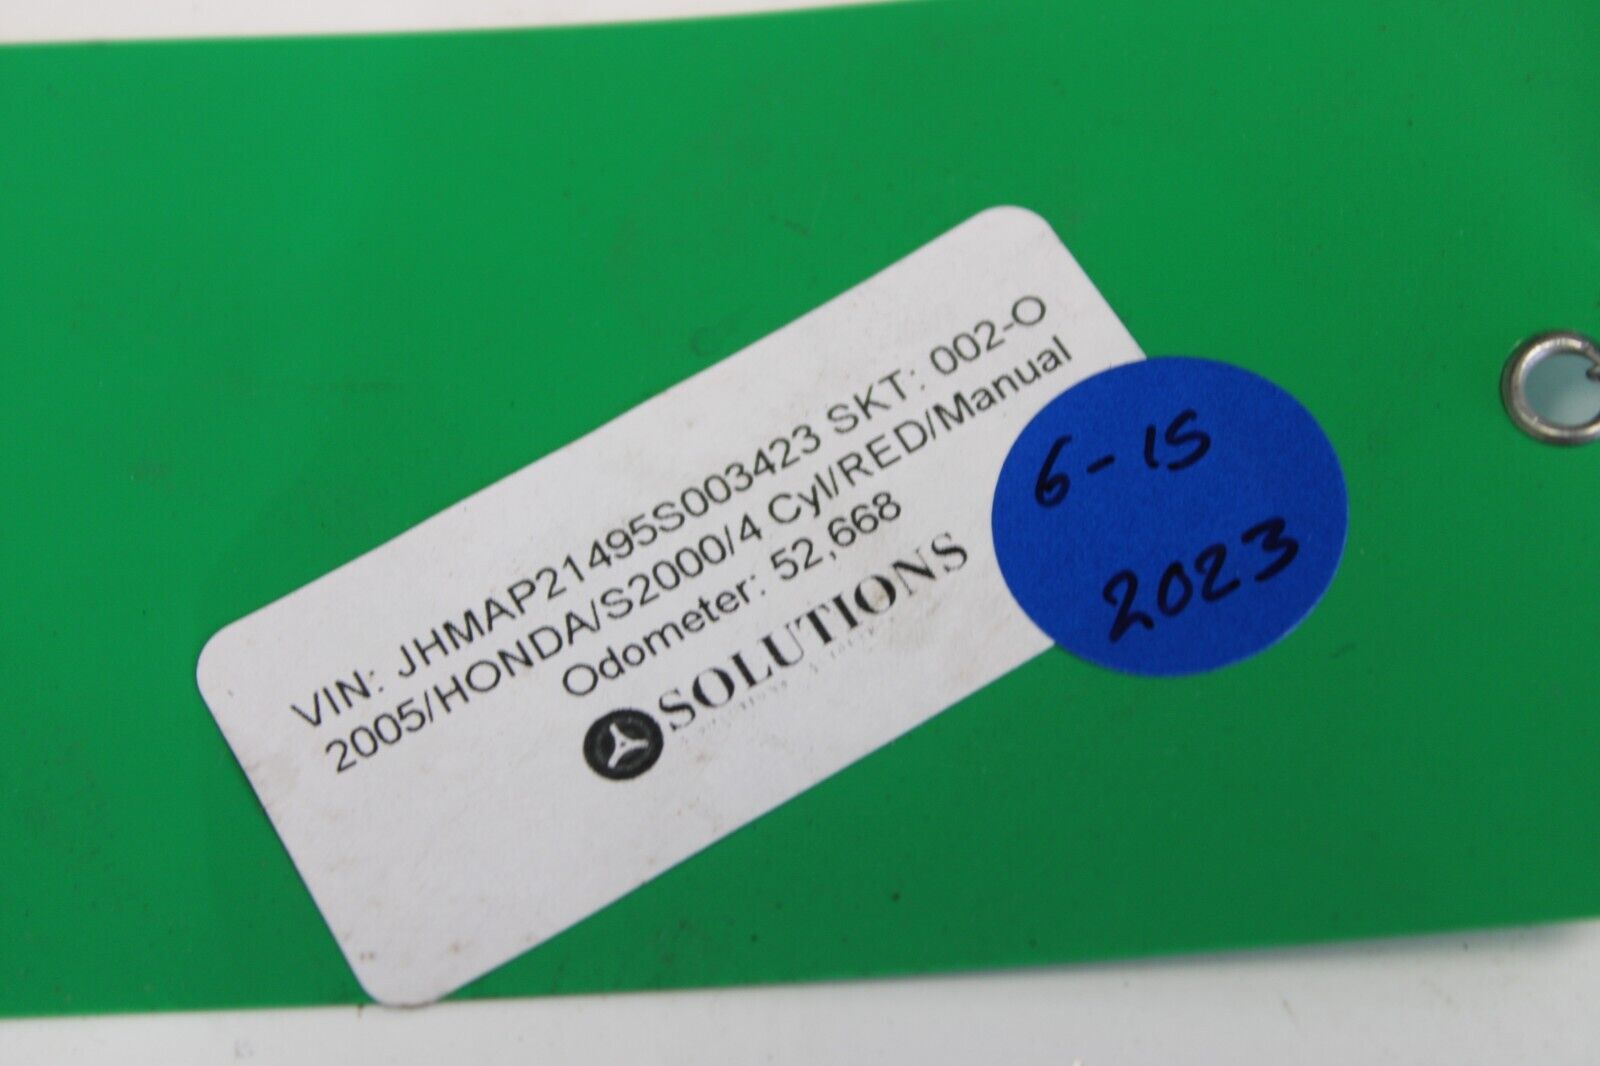 VIN: JHMAP21495S003423 SKT: 002-O
2005/HONDA/S2000/4 Cyl/RED/Manual
Odometer: 52,668
SOLUTIONS
6-15
2023